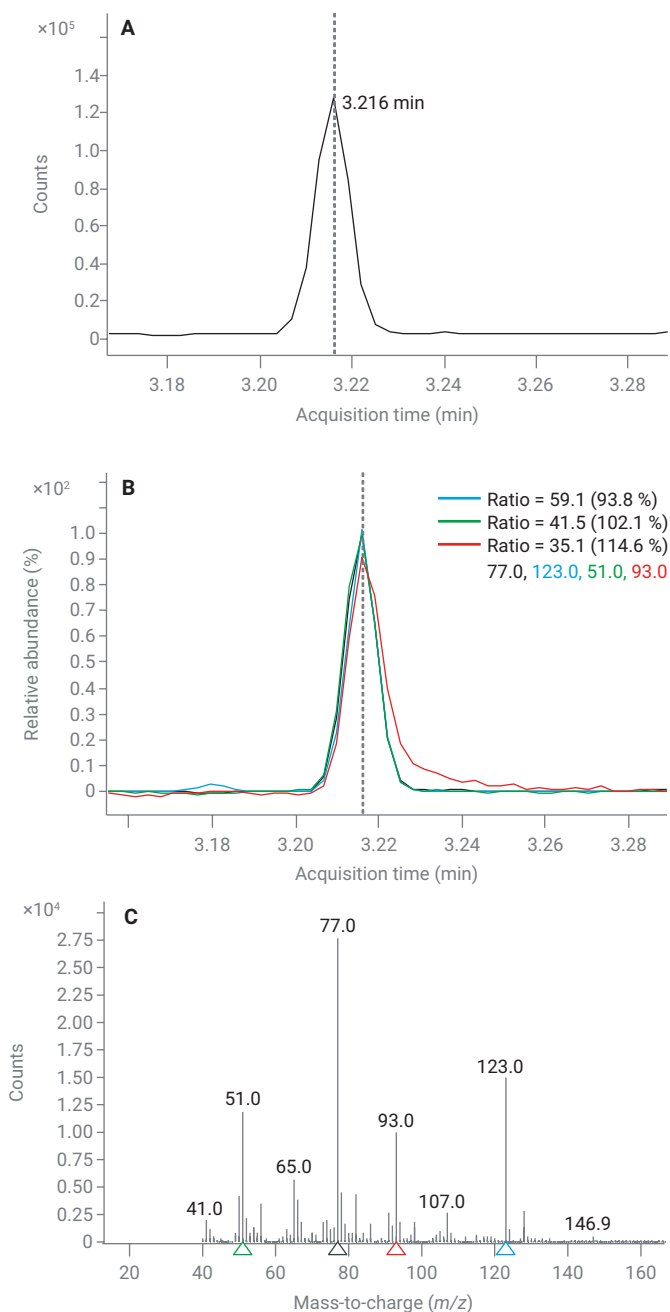 ×10⁵
A
1.4
1.2
1.0
0.8
0.6
0.4
0.2
0
Counts
3.216 min
3.18 3.20 3.22 3.24 3.26 3.28
Acquisition time (min)
×10²
B
1.0
0.9
0.8
0.7
0.6
0.5
0.4
0.3
0.2
0.1
0
Relative abundance (%)
Ratio = 59.1 (93.8 %)
Ratio = 41.5 (102.1 %)
Ratio = 35.1 (114.6 %)
77.0, 123.0, 51.0, 93.0
3.18 3.20 3.22 3.24 3.26 3.28
Acquisition time (min)
×10⁴
C
2.75
2.50
2.25
2.00
1.75
1.50
1.25
1.00
0.75
0.50
0.25
0
Counts
77.0
123.0
51.0
93.0
65.0
41.0
107.0
146.9
20 40 60 80 100 120 140 160
Mass-to-charge (m/z)